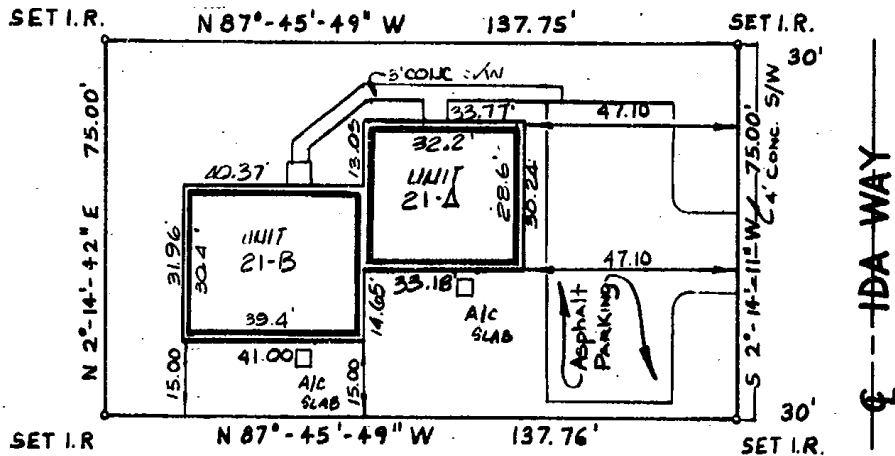 SET I.R.
N 87°-45'-49" W 137.75'
SET I.R.
30'
3' CONC
33.77'
47.10
75.00'
13.03
32.2'
UNIT
21-A
28.6'
30.24
40.37'
UNIT
21-B
31.96
30.4'
39.4'
N 2°-14'-42" E
75.00'
4' CONC. S/W
S 2°-14'-11" W
℄ -- IDA WAY
47.10
33.18'
14.65'
A/C
SLAB
Asphalt
PARKING
41.00
A/C
SLAB
15.00
15.00
30'
SET I.R
N 87°-45'-49" W 137.76'
SET I.R.